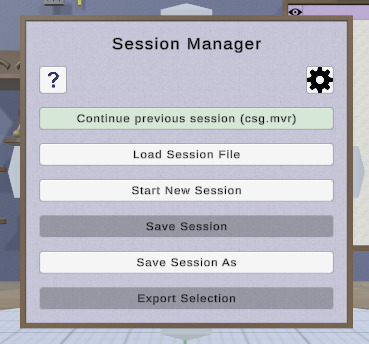 Session Manager
?
Continue previous session (csg.mvr)
Load Session File
Start New Session
Save Session
Save Session As
Export Selection